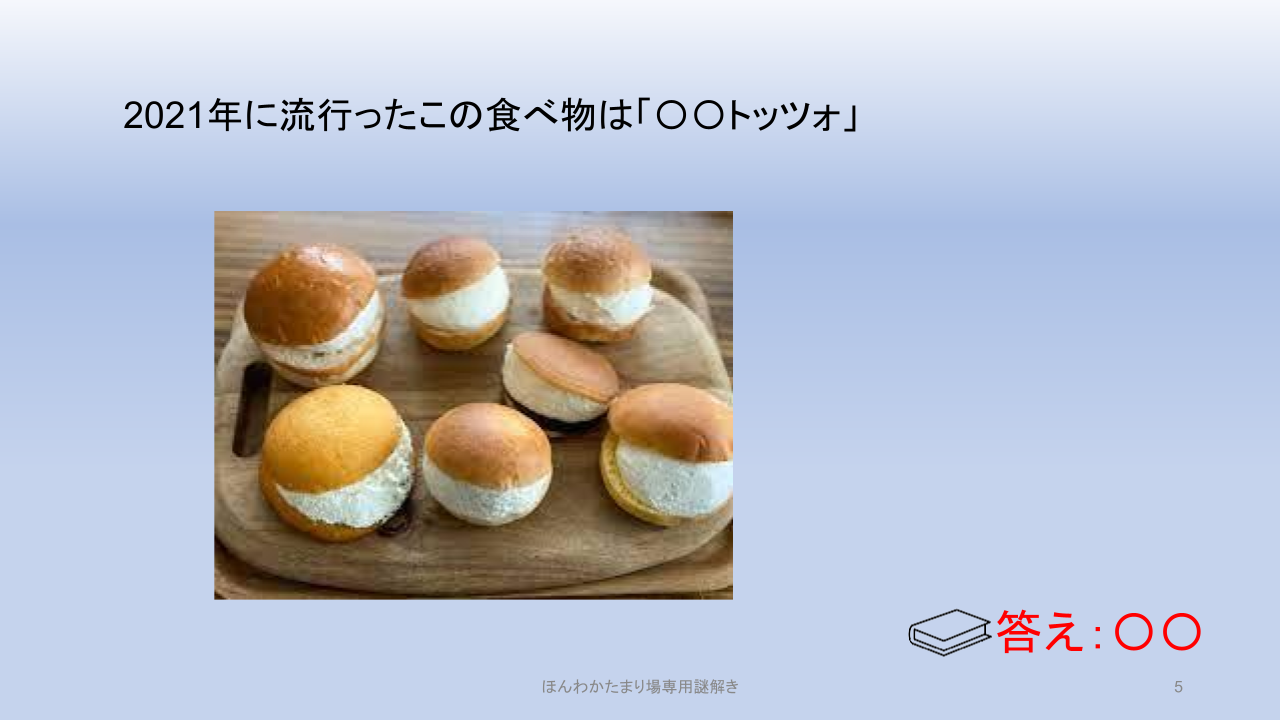 2021年に流行ったこの食べ物は「〇〇トッツォ」
答え：〇〇
ほんわかたまり場専用謎解き
5